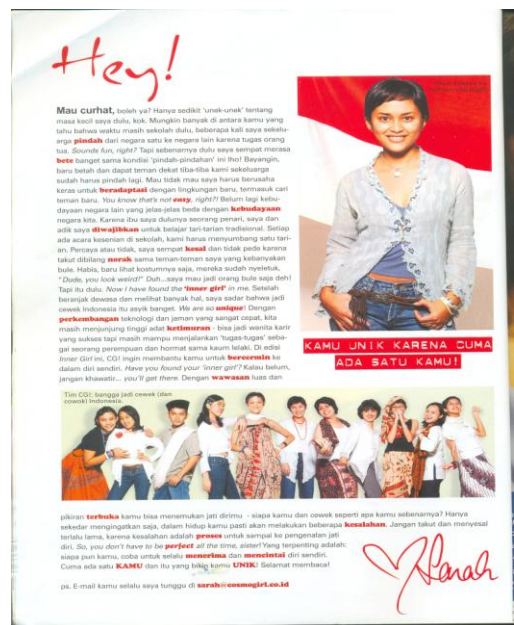 Hey!
Mau curhat, boleh ya? Hanya sedikit 'unek-unek' tentang
masa kecil saya dulu, kok. Mungkin banyak di antara kamu yang
tahu bahwa waktu masih sekolah dulu, beberapa kali saya sekelu-
arga pindah dari negara satu ke negara lain karena tugas orang
tua. Sounds fun, right? Tapi sebenarnya dulu saya sempat merasa
bete banget sama kondisi 'pindah-pindahan' ini lho! Bayangin,
baru betah dan dapat teman dekat tiba-tiba kami sekeluarga
sudah harus pindah lagi. Mau tidak mau saya harus berusaha
keras untuk beradaptasi dengan lingkungan baru, termasuk cari
teman baru. You know that's not easy, right?! Belum lagi kebu-
dayaan negara lain yang jelas-jelas beda dengan kebudayaan
negara kita. Karena ibu saya dulunya seorang penari, saya dan
adik saya diwajibkan untuk belajar tari-tarian tradisional. Setiap
ada acara kesenian di sekolah, kami harus menyumbang satu tari-
an. Percaya atau tidak, saya sempat kesal dan tidak pede karena
takut dibilang norak sama teman-teman saya yang kebanyakan
bule. Habis, baru lihat kostumnya saja, mereka sudah nyeletuk,
"Dude, you look weird!" Duh...saya mau jadi orang bule saja deh!
Tapi itu dulu. Now I have found the 'inner girl' in me. Setelah
beranjak dewasa dan melihat banyak hal, saya sadar bahwa jadi
cewek Indonesia itu asyik banget. We are so unique! Dengan
perkembangan teknologi dan jaman yang sangat cepat, kita
masih menjunjung tinggi adat ketimuran - bisa jadi wanita karir
yang sukses tapi masih mampu menjalankan 'tugas-tugas' seba-
gai seorang perempuan dan hormat sama kaum lelaki. Di edisi
Inner Girl ini, CG! ingin membantu kamu untuk bercermin ke
dalam diri sendiri. Have you found your 'inner girl'? Kalau belum,
jangan khawatir... you'll get there. Dengan wawasan luas dan
KAMU UNIK KARENA CUMA
ADA SATU KAMU!
Tim CG!: bangga jadi cewek (dan
cowok) Indonesia.
pikiran terbuka kamu bisa menemukan jati dirimu - siapa kamu dan cewek seperti apa kamu sebenarnya? Hanya
sekedar mengingatkan saja, dalam hidup kamu pasti akan melakukan beberapa kesalahan. Jangan takut dan menyesal
terlalu lama, karena kesalahan adalah proses untuk sampai ke pengenalan jati
diri. So, you don't have to be perfect all the time, sister! Yang terpenting adalah:
siapa pun kamu, coba untuk selalu menerima dan mencintai diri sendiri.
Cuma ada satu KAMU dan itu yang bikin kamu UNIK! Selamat membaca!
Sarah
ps. E-mail kamu selalu saya tunggu di sarah@cosmogirl.co.id